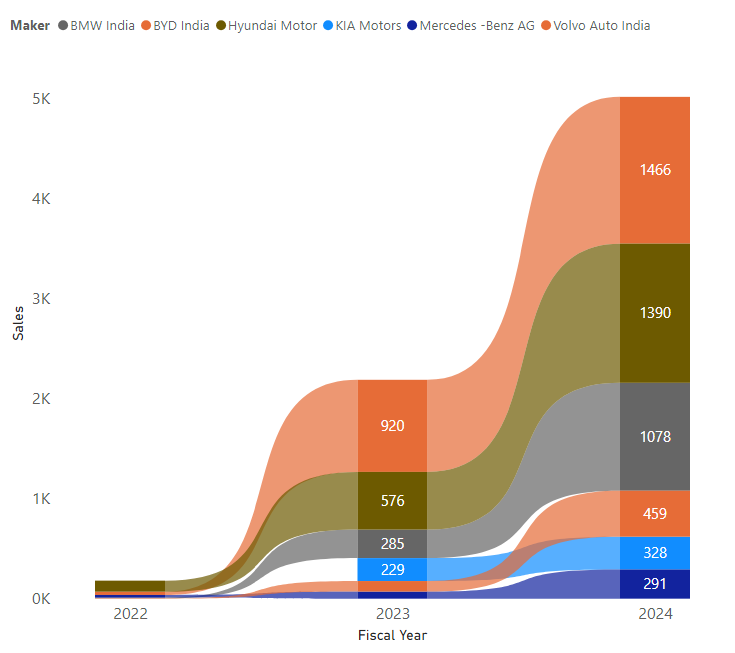 Maker BMW India BYD India Hyundai Motor KIA Motors Mercedes -Benz AG Volvo Auto India
5K
4K
3K
2K
1K
0K
Sales
920
576
285
229
1466
1390
1078
459
328
291
2022 2023 2024
Fiscal Year